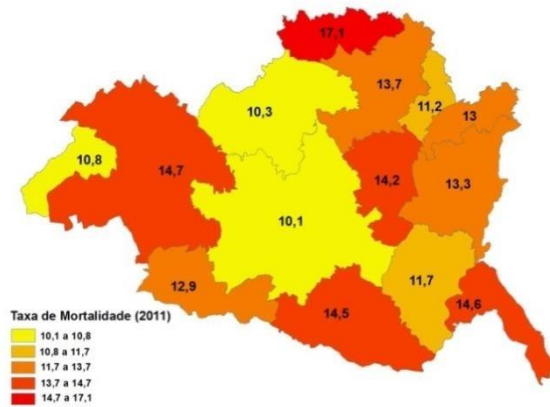 17,1
13,7
10,3
11,2
13
10,8
14,7
14,2
13,3
10,1
12,9
11,7
14,5
14,6
Taxa de Mortalidade (2011)
10,1 a 10,8
10,8 a 11,7
11,7 a 13,7
13,7 a 14,7
14,7 a 17,1